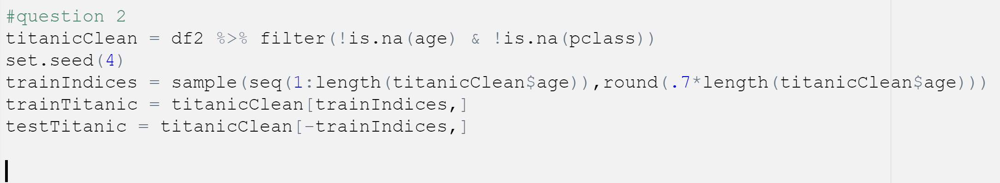 #question 2
titanicClean = df2 %>% filter(!is.na(age) & !is.na(pclass))
set.seed(4)
trainIndices = sample(seq(1:length(titanicClean$age)),round(.7*length(titanicClean$age)))
trainTitanic = titanicClean[trainIndices,]
testTitanic = titanicClean[-trainIndices,]